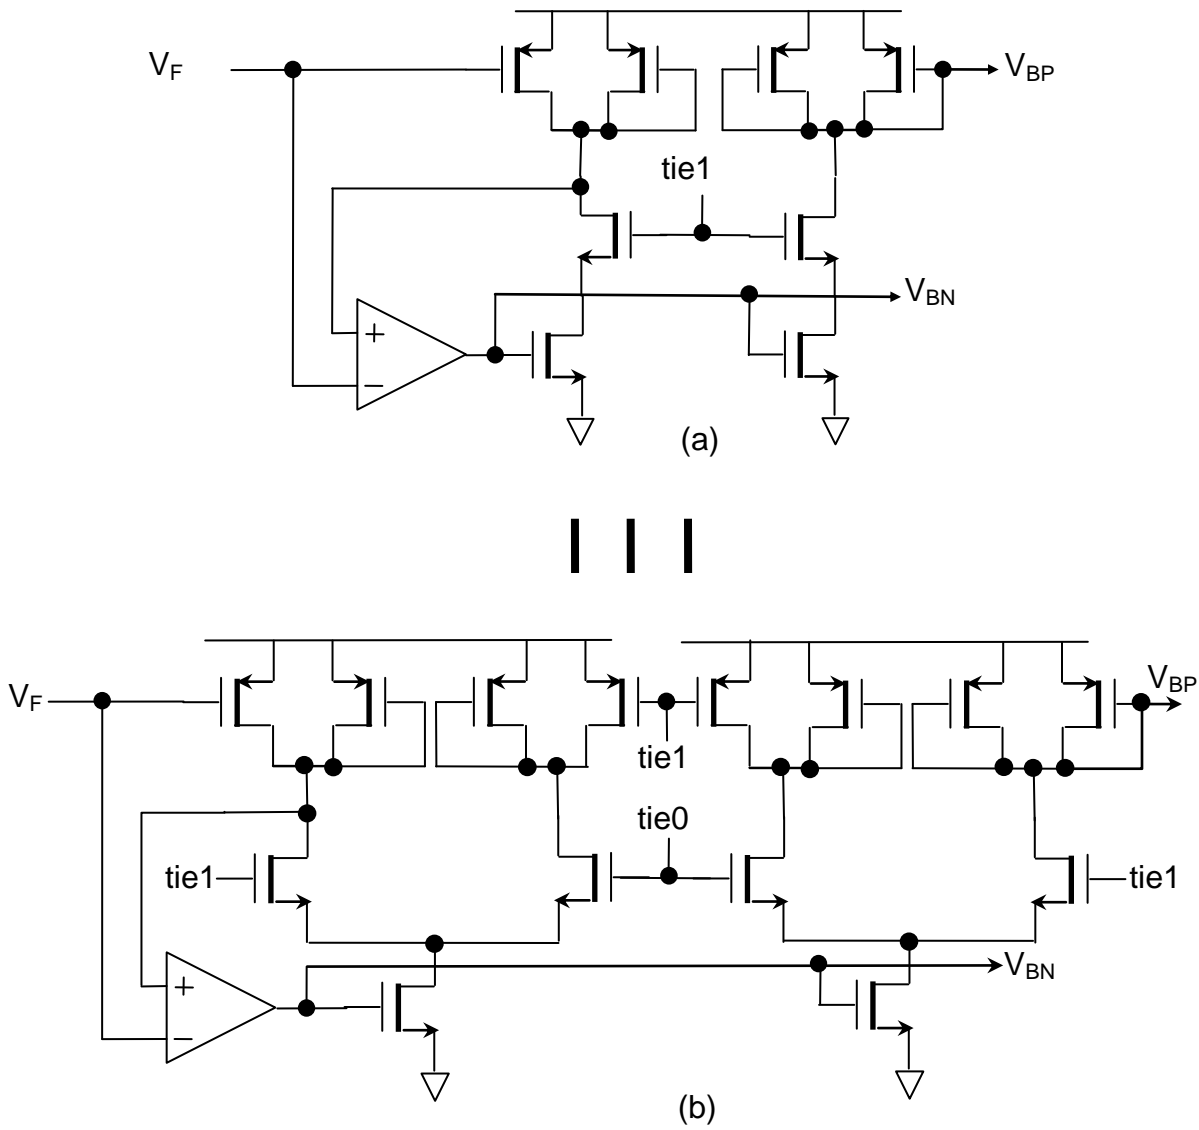 V_F
V_BP
tie1
V_BN
+
−
(a)
V_F
V_BP
tie1
tie0
tie1
tie1
+
−
V_BN
(b)